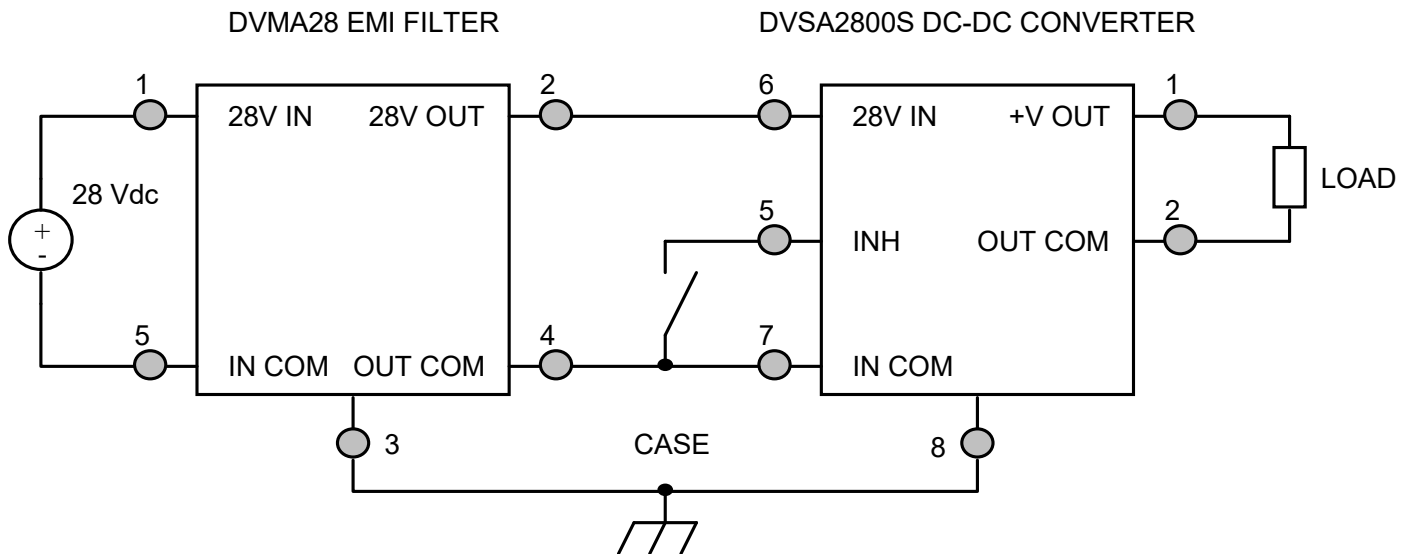 DVMA28 EMI FILTER
DVSA2800S DC-DC CONVERTER
1
2
6
1
28V IN
28V OUT
28V IN
+V OUT
28 Vdc
LOAD
+
-
5
2
INH
OUT COM
5
4
7
IN COM
OUT COM
IN COM
3
CASE
8